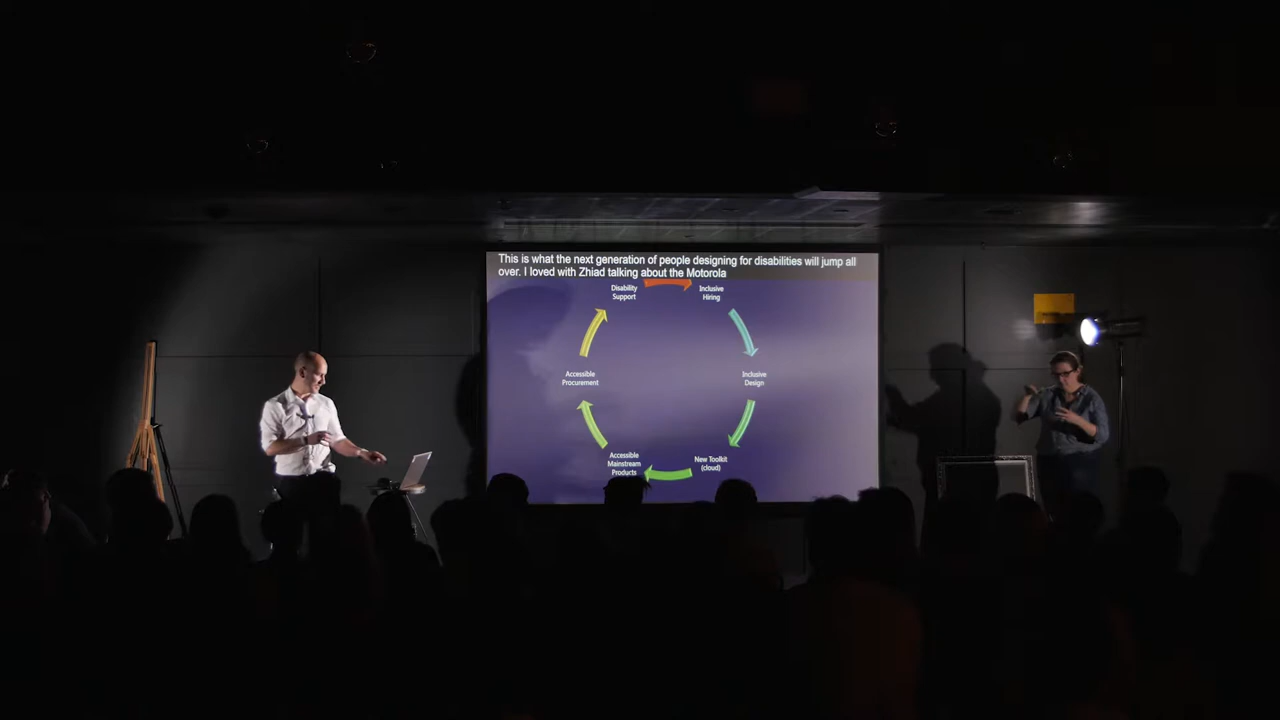 This is what the next generation of people designing for disabilities will jump all
over. I loved with Zhiad talking about the Motorola
Disability
Support
Inclusive
Hiring
Inclusive
Design
New Toolkit
(cloud)
Accessible
Mainstream
Products
Accessible
Procurement